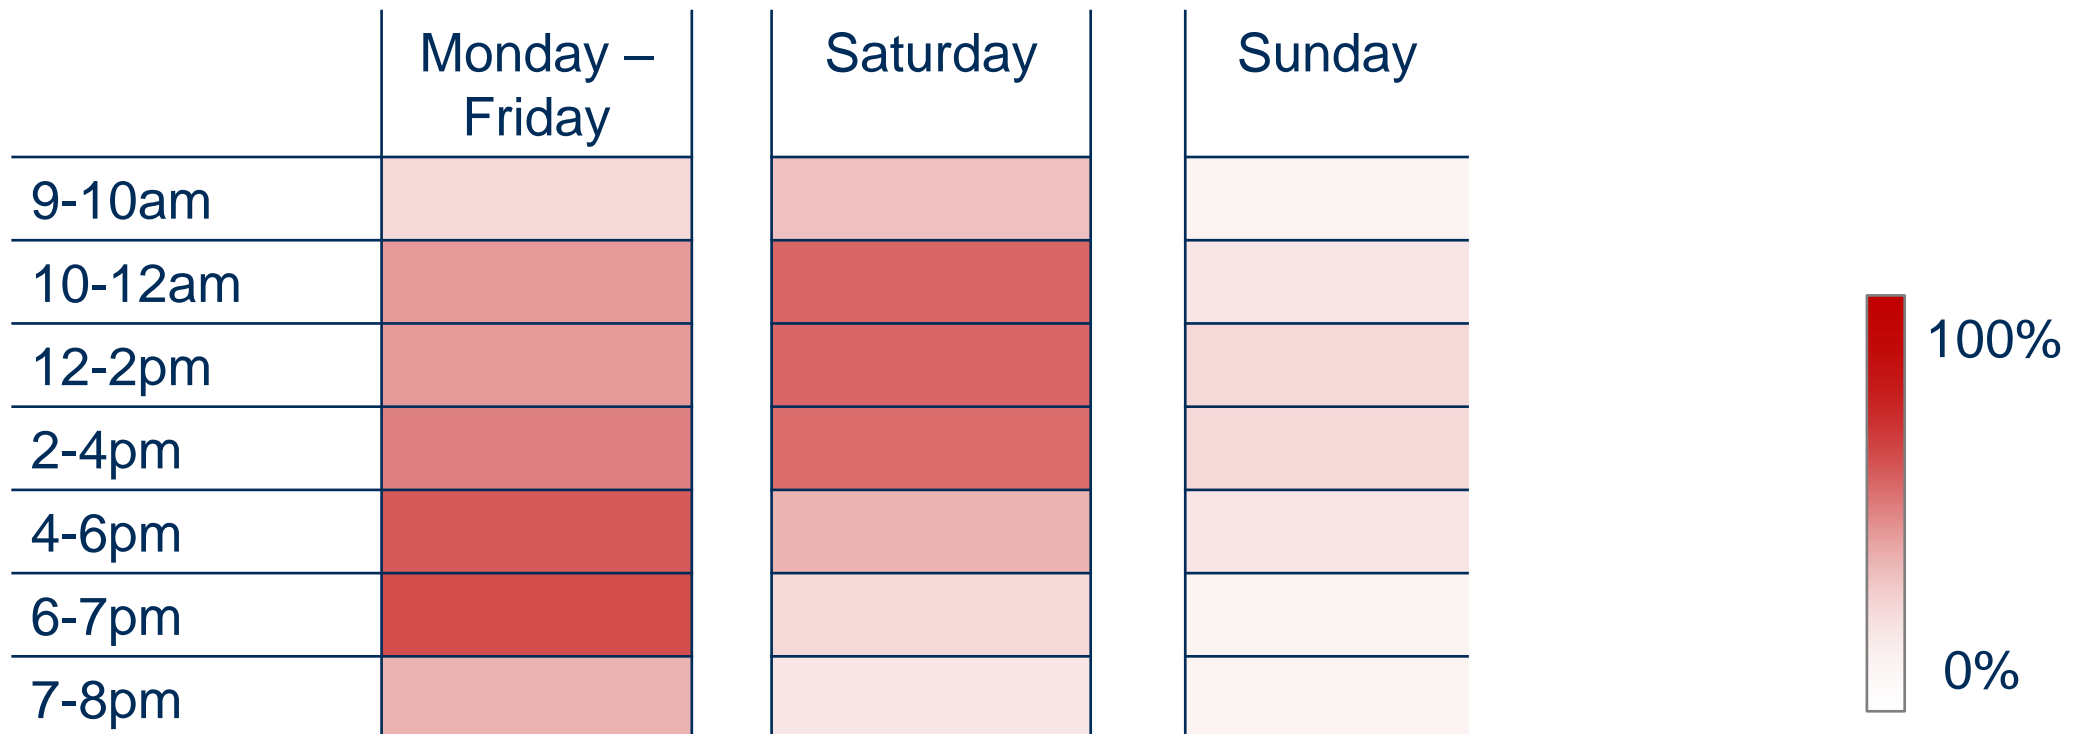 Monday –
Friday
Saturday
Sunday
9-10am
10-12am
12-2pm
2-4pm
4-6pm
6-7pm
7-8pm
100%
0%